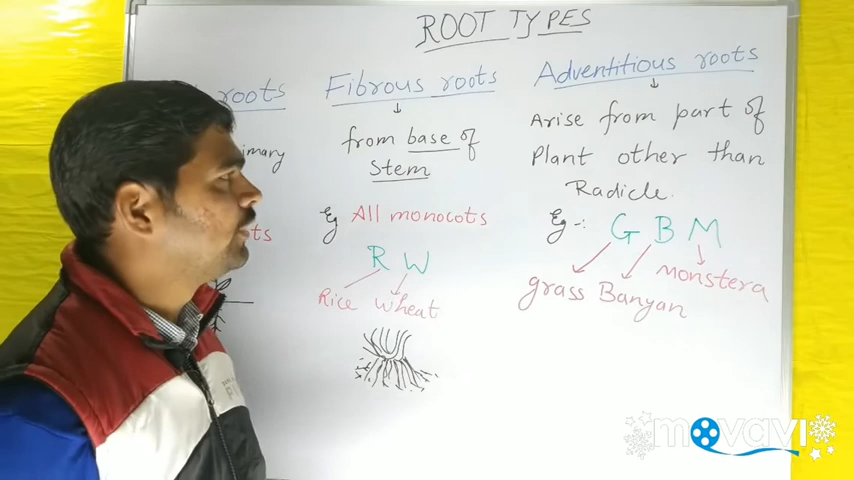 ROOT TYPES
roots
imary
ts
Fibrous roots
from base of
Stem
Eg All monocots
R W
Rice Wheat
Adventitious roots
Arise from part of
Plant other than
Radicle.
Eg -: G B M
grass Banyan monstera
movavi